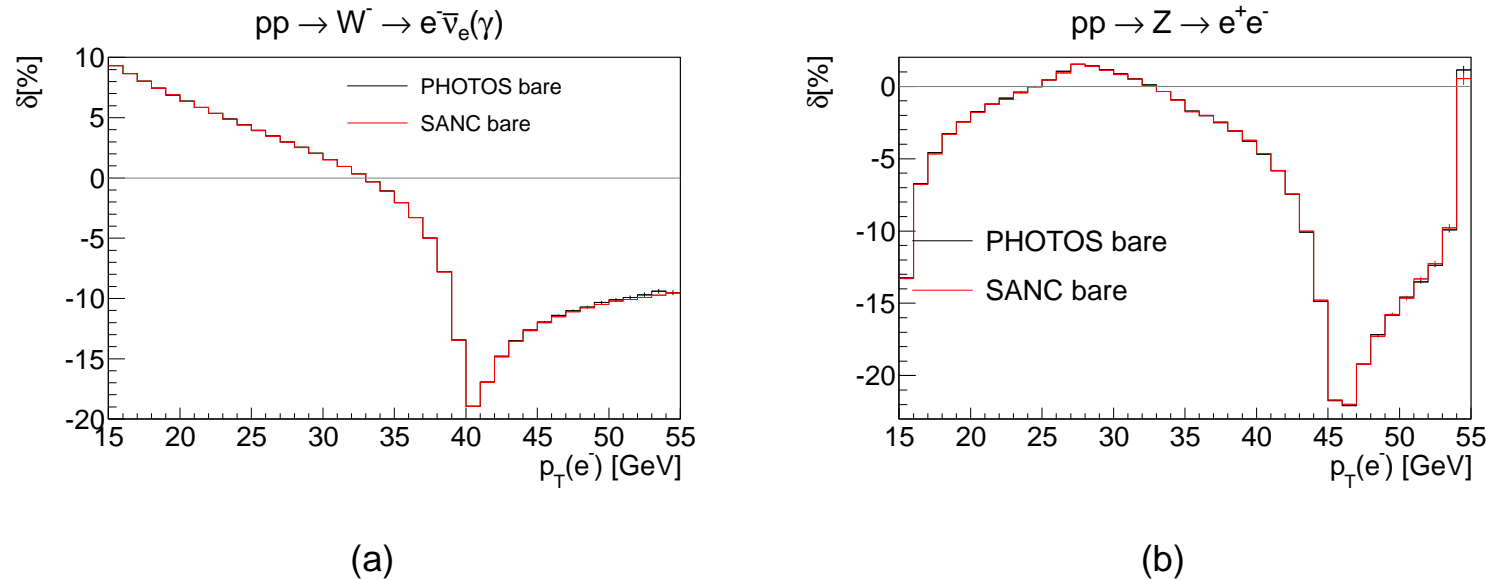 pp → W⁻ → e⁻ν̅ₑ(γ)
δ[%]
10
5
0
-5
-10
-15
-20
PHOTOS bare
SANC bare
15 20 25 30 35 40 45 50 55
p_T(e⁻) [GeV]
(a)
pp → Z → e⁺e⁻
δ[%]
0
-5
-10
-15
-20
PHOTOS bare
SANC bare
15 20 25 30 35 40 45 50 55
p_T(e⁻) [GeV]
(b)